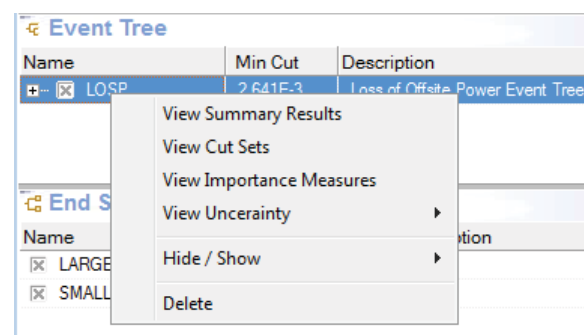 Event Tree
Name Min Cut Description
LOSP 2.641E-3 Loss of Offsite Power Event Tree
View Summary Results
View Cut Sets
View Importance Measures
View Uncerainty
End S
Name ption
Hide / Show
LARGE
SMALL
Delete